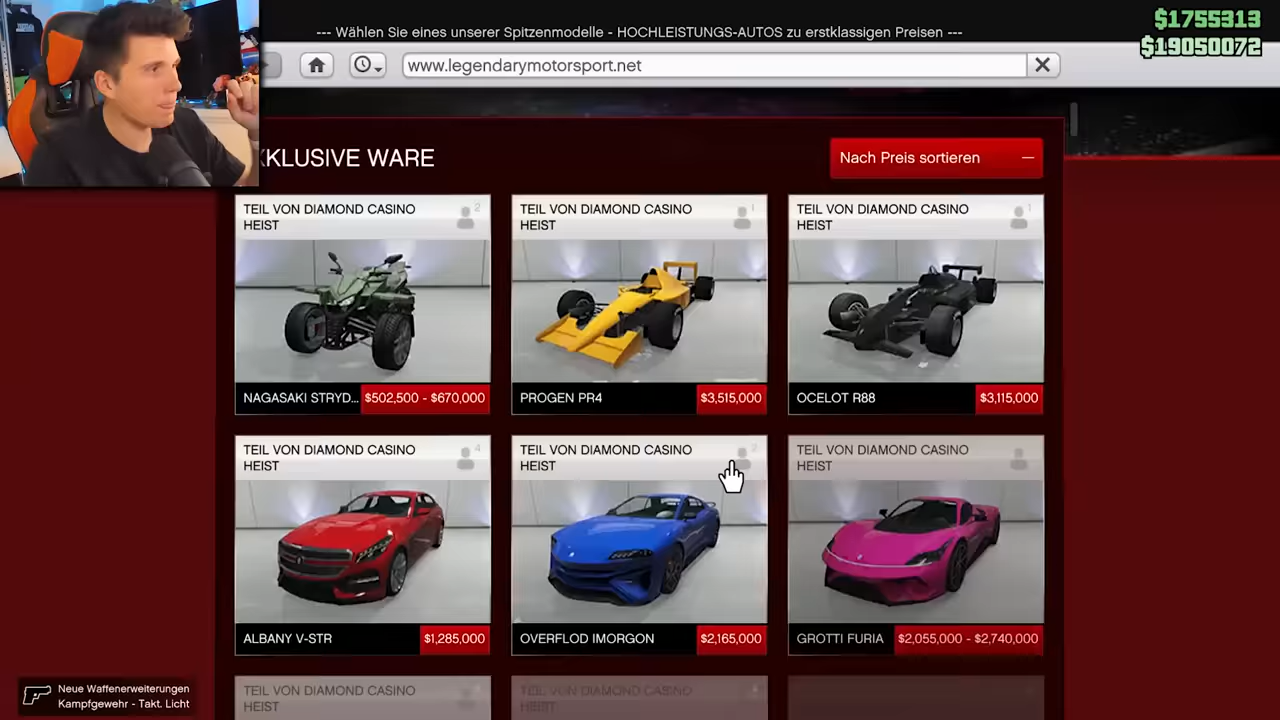 $1755313
--- Wählen Sie eines unserer Spitzenmodelle - HOCHLEISTUNGS-AUTOS zu erstklassigen Preisen ---
$19050072
www.legendarymotorsport.net
XKLUSIVE WARE
Nach Preis sortieren
TEIL VON DIAMOND CASINO
HEIST
2
TEIL VON DIAMOND CASINO
HEIST
1
TEIL VON DIAMOND CASINO
HEIST
1
NAGASAKI STRYD... $502,500 - $670,000
PROGEN PR4 $3,515,000
OCELOT R88 $3,115,000
TEIL VON DIAMOND CASINO
HEIST
4
TEIL VON DIAMOND CASINO
HEIST
TEIL VON DIAMOND CASINO
HEIST
ALBANY V-STR $1,285,000
OVERFLOD IMORGON $2,165,000
GROTTI FURIA $2,055,000 - $2,740,000
TEIL VON DIAMOND CASINO
HEIST
TEIL VON DIAMOND CASINO
HEIST
Neue Waffenerweiterungen
Kampfgewehr - Takt. Licht